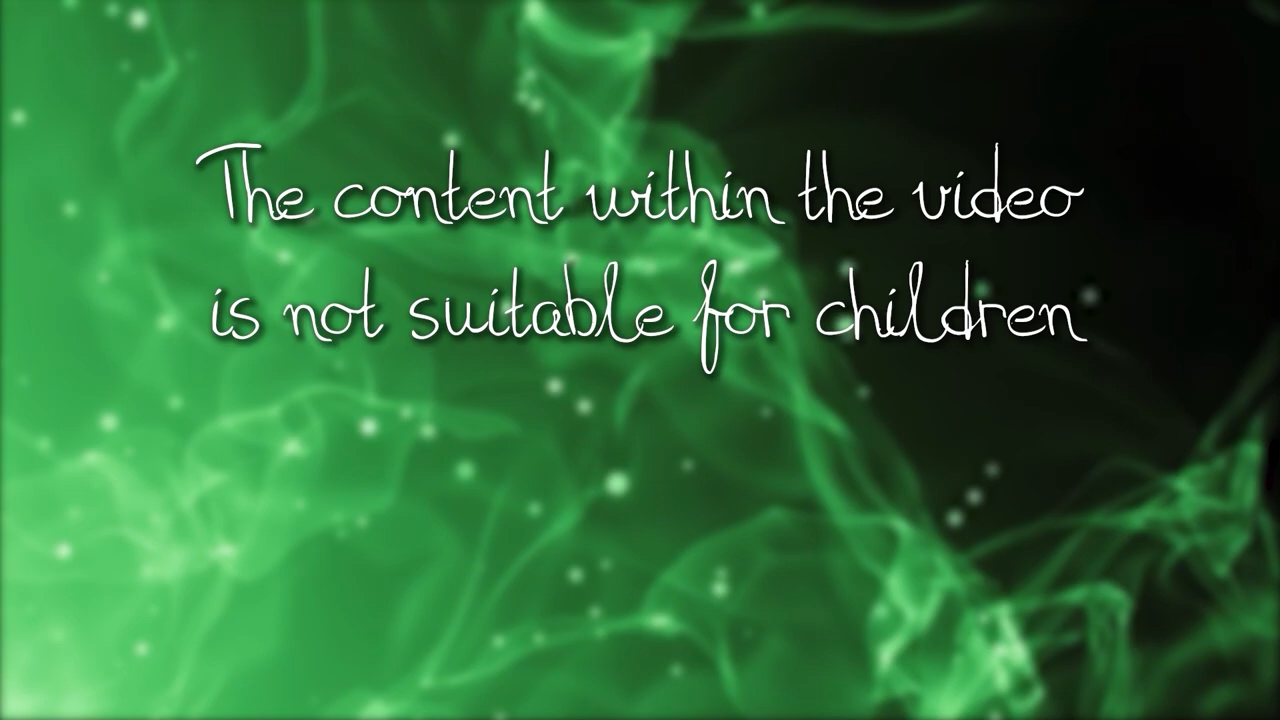 The content within the video
is not suitable for children